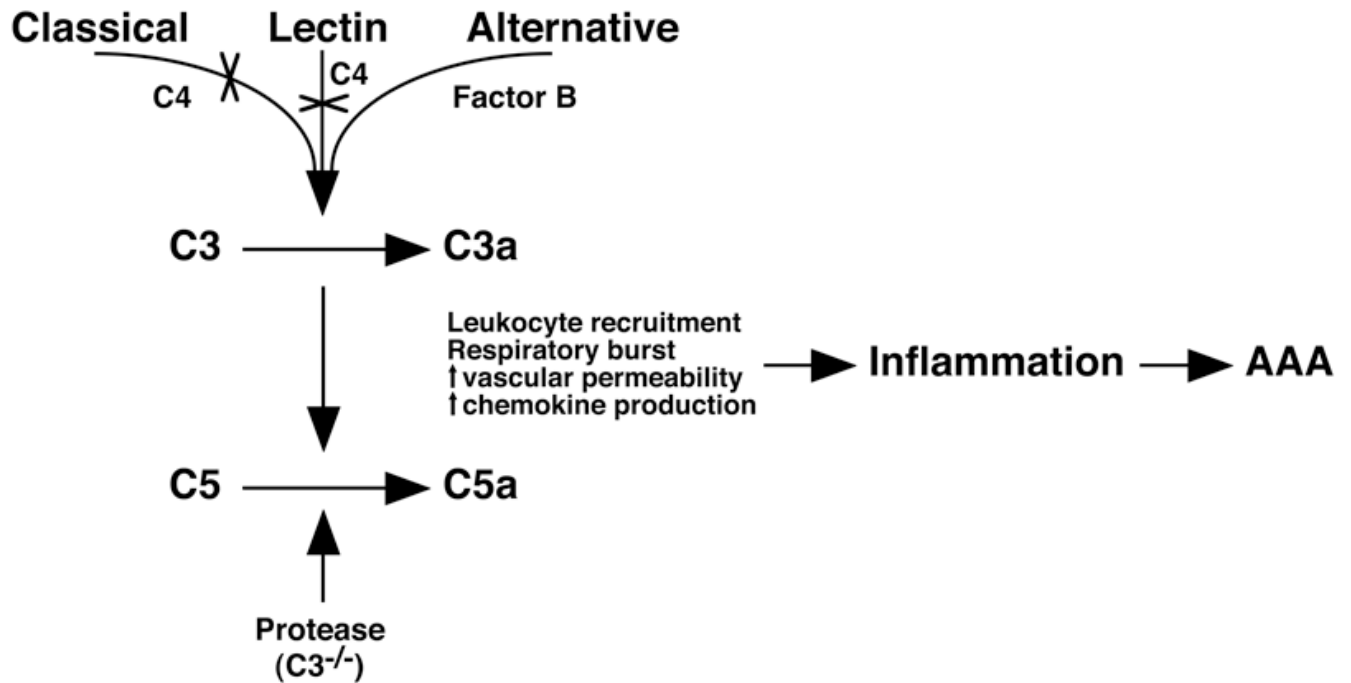 Classical Lectin Alternative
C4
C4 Factor B
C3 C3a
Leukocyte recruitment
Respiratory burst
↑vascular permeability
↑chemokine production
Inflammation AAA
C5 C5a
Protease
(C3-/-)